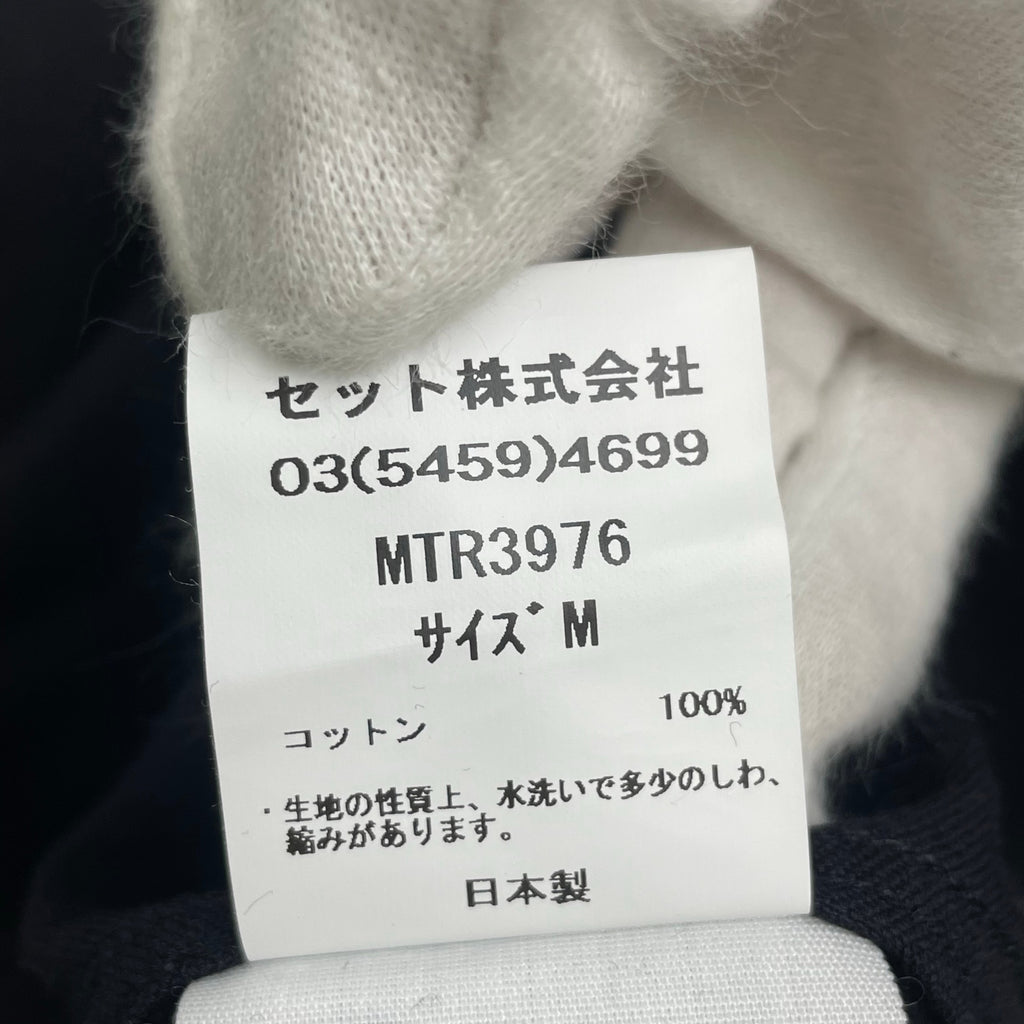 セット株式会社
03(5459)4699
MTR3976
サイズ M
コットン 100%
・生地の性質上、水洗いで多少のしわ、
縮みがあります。
日本製